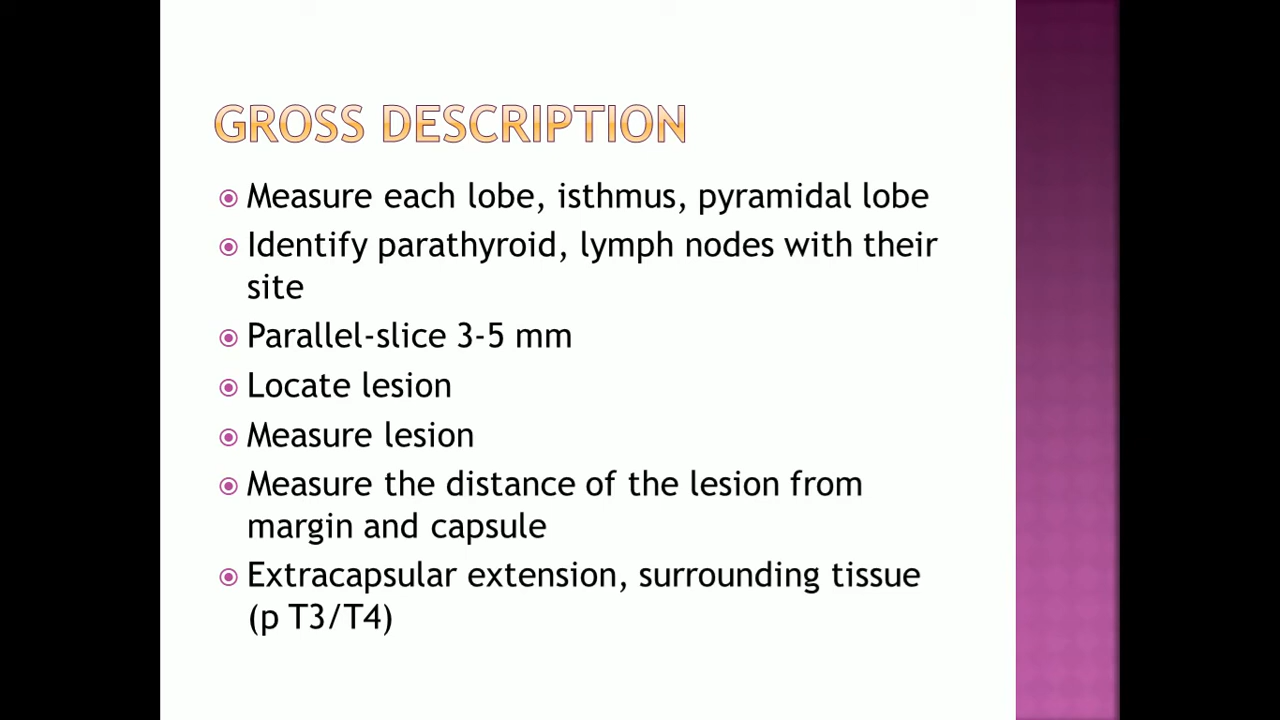 GROSS DESCRIPTION
Measure each lobe, isthmus, pyramidal lobe
Identify parathyroid, lymph nodes with their
site
Parallel-slice 3-5 mm
Locate lesion
Measure lesion
Measure the distance of the lesion from
margin and capsule
Extracapsular extension, surrounding tissue
(p T3/T4)